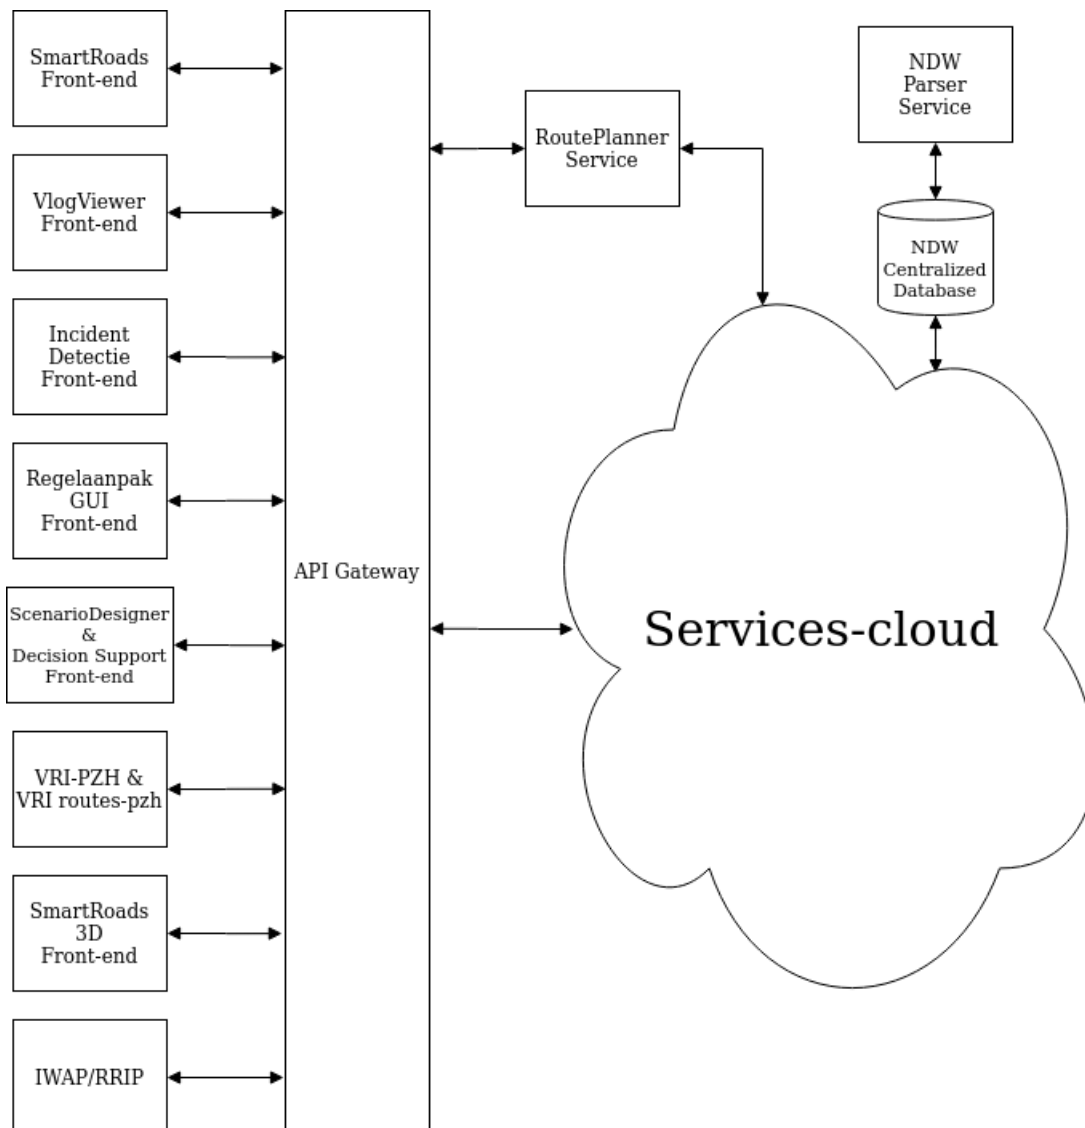 SmartRoads
Front-end
VlogViewer
Front-end
Incident
Detectie
Front-end
Regelaanpak
GUI
Front-end
ScenarioDesigner
&
Decision Support
Front-end
VRI-PZH &
VRI routes-pzh
SmartRoads
3D
Front-end
IWAP/RRIP
API Gateway
RoutePlanner
Service
NDW
Parser
Service
NDW
Centralized
Database
Services-cloud